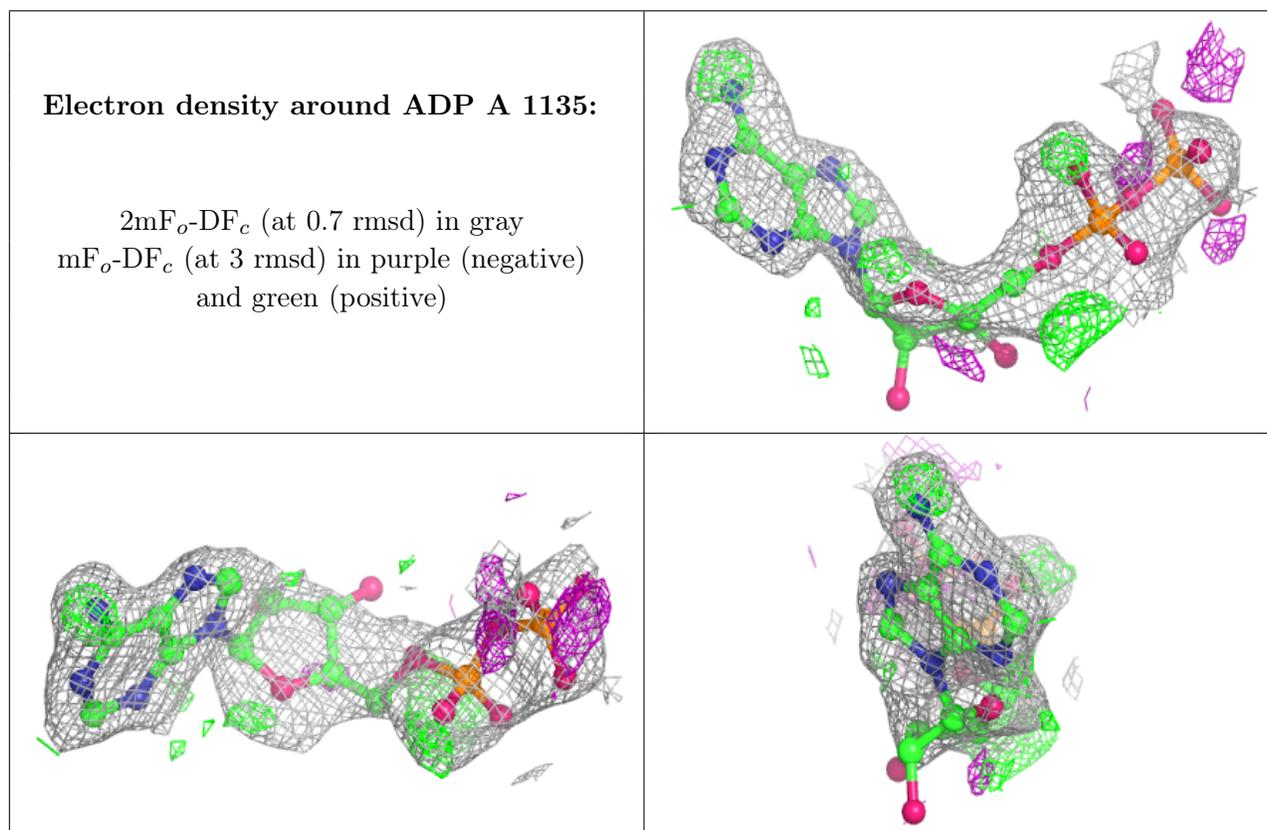 Electron density around ADP A 1135:
2mFo-DFc (at 0.7 rmsd) in gray
mFo-DFc (at 3 rmsd) in purple (negative)
and green (positive)